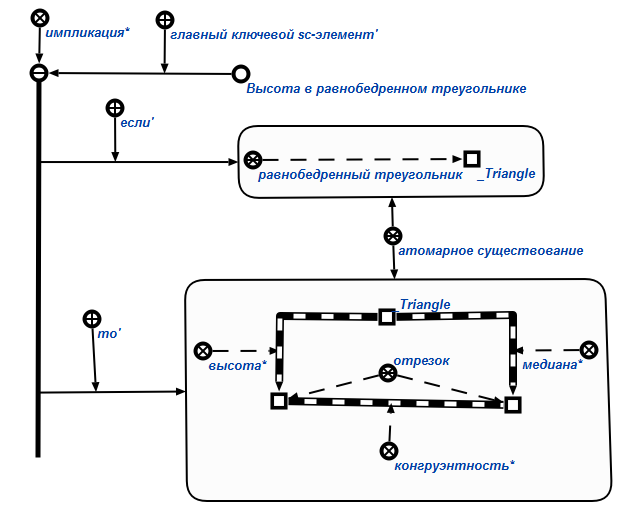 импликация*
главный ключевой sc-элемент'
Высота в равнобедренном треугольнике
если'
равнобедренный треугольник
_Triangle
атомарное существование
_Triangle
то'
высота*
отрезок
медиана*
конгруэнтность*